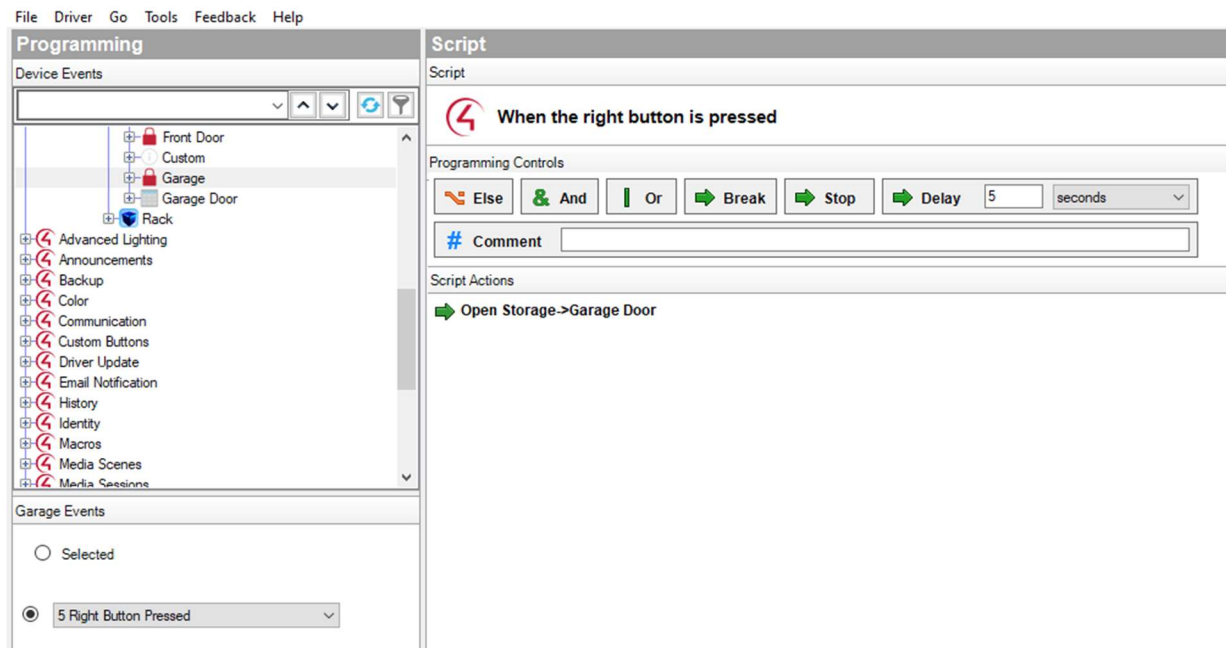 File Driver Go Tools Feedback Help
Programming
Device Events
Front Door
Custom
Garage
Garage Door
Rack
Advanced Lighting
Announcements
Backup
Color
Communication
Custom Buttons
Driver Update
Email Notification
History
Identity
Macros
Media Scenes
Media Sessions
Garage Events
Selected
5 Right Button Pressed
Script
Script
When the right button is pressed
Programming Controls
Else & And Or Break Stop Delay 5 seconds
# Comment
Script Actions
Open Storage->Garage Door